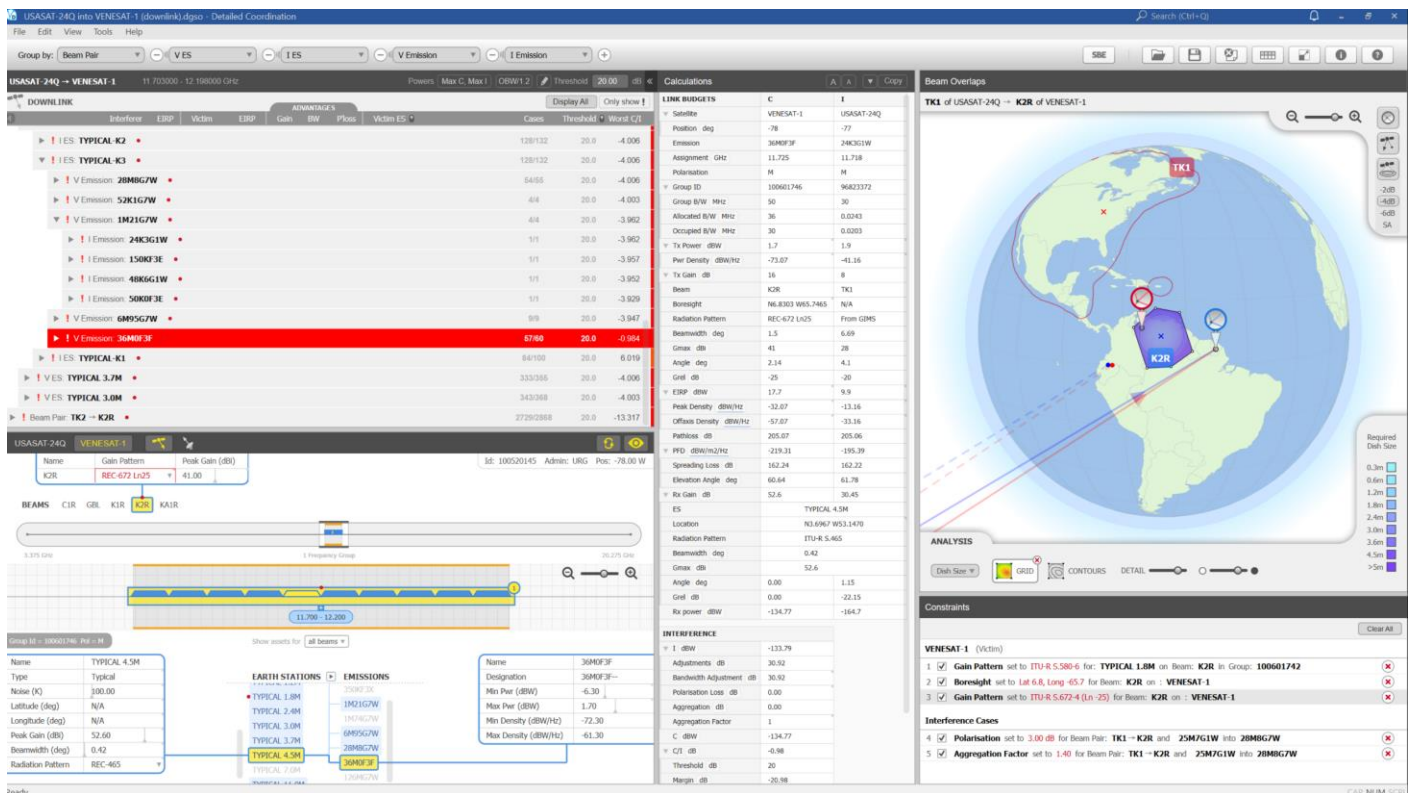 USASAT-24Q into VENESAT-1 (downlink).dgso - Detailed Coordination
Search (Ctrl+Q)
File Edit View Tools Help
Group by: Beam Pair V ES I ES V Emission I Emission
SBE
USASAT-24Q → VENESAT-1 11.703000 - 12.198000 GHz Powers Max C, Max I OBW/1.2 Threshold 20.00 dB «
DOWNLINK
Display All Only show !
ADVANTAGES
Interferer EIRP Victim EIRP Gain BW P'loss Victim ES Cases Threshold Worst C/I
! I ES: TYPICAL-K2 128/132 20.0 -4.006
! I ES: TYPICAL-K3 128/132 20.0 -4.006
! V Emission: 28M8G7W 54/55 20.0 -4.006
! V Emission: 52K1G7W 4/4 20.0 -4.003
! V Emission: 1M21G7W 4/4 20.0 -3.962
! I Emission: 24K3G1W 1/1 20.0 -3.962
! I Emission: 150KF3E 1/1 20.0 -3.957
! I Emission: 48K6G1W 1/1 20.0 -3.952
! I Emission: 50K0F3E 1/1 20.0 -3.929
! V Emission: 6M95G7W 9/9 20.0 -3.947
! V Emission: 36M0F3F 57/60 20.0 -0.984
! I ES: TYPICAL-K1 84/100 20.0 6.019
! V ES: TYPICAL 3.7M 333/365 20.0 -4.006
! V ES: TYPICAL 3.0M 343/368 20.0 -4.003
! Beam Pair: TK2 → K2R 2729/2868 20.0 -13.317
USASAT-24Q VENESAT-1
Name Gain Pattern Peak Gain (dBi)
K2R REC-672 Ln25 41.00
Id: 100520145 Admin: URG Pos: -78.00 W
BEAMS C1R GBL K1R K2R KA1R
3.375 GHz 1 Frequency Group 20.275 GHz
11.700 - 12.200
Group Id = 100601746 Pol = M
Show assets for all beams
Name TYPICAL 4.5M
Type Typical
Noise (K) 100.00
Latitude (deg) N/A
Longitude (deg) N/A
Peak Gain (dBi) 52.60
Beamwidth (deg) 0.42
Radiation Pattern REC-465
EARTH STATIONS
TYPICAL 1.8M
TYPICAL 2.4M
TYPICAL 3.0M
TYPICAL 3.7M
TYPICAL 4.5M
TYPICAL 7.6M
EMISSIONS
1M21G7W
1M74G7W
6M95G7W
28M8G7W
36M0F3F
Name 36M0F3F
Designation 36M0F3F--
Min Pwr (dBW) -6.30
Max Pwr (dBW) 1.70
Min Density (dBW/Hz) -72.30
Max Density (dBW/Hz) -61.30
Ready
Calculations
A A Copy
LINK BUDGETS C I
Satellite VENESAT-1 USASAT-24Q
Position deg -78 -77
Emission 36M0F3F 24K3G1W
Assignment GHz 11.725 11.718
Polarisation M M
Group ID 100601746 96823372
Group B/W MHz 50 30
Allocated B/W MHz 36 0.0243
Occupied B/W MHz 30 0.0203
Tx Power dBW 1.7 1.9
Pwr Density dBW/Hz -73.07 -41.16
Tx Gain dB 16 8
Beam K2R TK1
Boresight N6.8303 W65.7465 N/A
Radiation Pattern REC-672 Ln25 From GIMS
Beamwidth deg 1.5 6.69
Gmax dBi 41 28
Angle deg 2.14 4.1
Grel dB -25 -20
EIRP dBW 17.7 9.9
Peak Density dBW/Hz -32.07 -13.16
Offaxis Density dBW/Hz -57.07 -33.16
Pathloss dB 205.07 205.06
PFD dBW/m2/Hz -219.31 -195.39
Spreading Loss dB 162.24 162.22
Elevation Angle deg 60.64 61.78
Rx Gain dB 52.6 30.45
ES TYPICAL 4.5M
Location N3.6967 W53.1470
Radiation Pattern ITU-R S.465
Beamwidth deg 0.42
Gmax dBi 52.6
Angle deg 0.00 1.15
Grel dB 0.00 -22.15
Rx power dBW -134.77 -164.7
INTERFERENCE
I dBW -133.79
Adjustments dB 30.92
Bandwidth Adjustment dB 30.92
Polarisation Loss dB 0.00
Aggregation dB 0.00
Aggregation Factor 1
C dBW -134.77
C/I dB -0.98
Threshold dB 20
Margin dB -20.98
Beam Overlaps
TK1 of USASAT-24Q → K2R of VENESAT-1
TK1
K2R
-2dB
-4dB
-6dB
SA
Required
Dish Size
0.3m
0.6m
1.2m
1.8m
2.4m
3.0m
3.6m
4.5m
>5m
ANALYSIS
Dish Size GRID CONTOURS DETAIL
Constraints
Clear All
VENESAT-1 (Victim)
1 Gain Pattern set to ITU-R S.580-6 for: TYPICAL 1.8M on Beam: K2R in Group: 100601742
2 Boresight set to Lat 6.8, Long -65.7 for Beam: K2R on : VENESAT-1
3 Gain Pattern set to ITU-R S.672-4 (Ln -25) for Beam: K2R on : VENESAT-1
Interference Cases
4 Polarisation set to 3.00 dB for Beam Pair: TK1→K2R and 25M7G1W into 28M8G7W
5 Aggregation Factor set to 1.40 for Beam Pair: TK1→K2R and 25M7G1W into 28M8G7W
CAP NUM SCRL